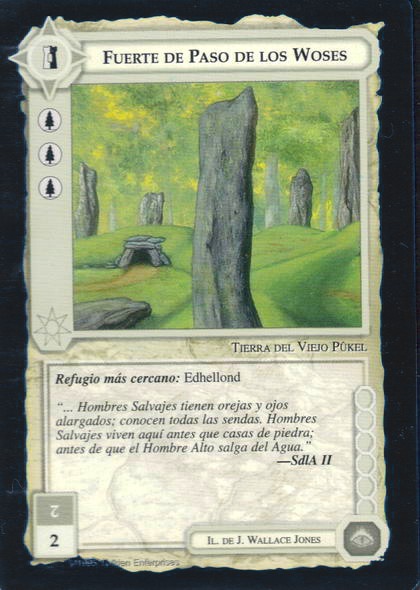 FUERTE DE PASO DE LOS WOSES
TIERRA DEL VIEJO PÛKEL
Refugio más cercano: Edhellond
“... Hombres Salvajes tienen orejas y ojos
alargados; conocen todas las sendas. Hombres
Salvajes viven aquí antes que casas de piedra;
antes de que el Hombre Alto salga del Agua.”
—SdlA II
2
2
IL. DE J. WALLACE JONES
Enterprises